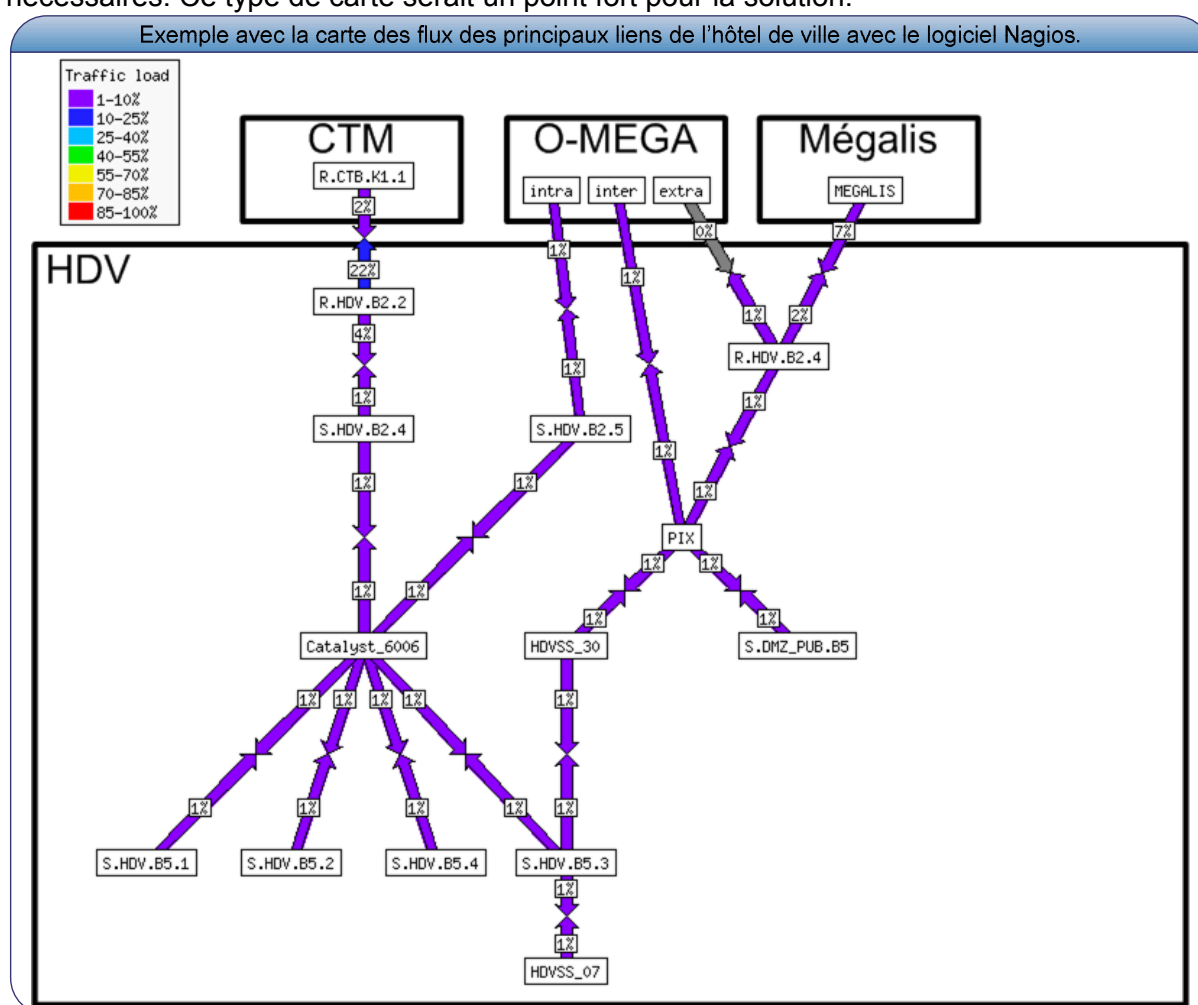 nécessaires. Ce type de carte serait un point fort pour la solution.
Exemple avec la carte des flux des principaux liens de l'hôtel de ville avec le logiciel Nagios.
Traffic load
1-10%
10-25%
25-40%
40-55%
55-70%
70-85%
85-100%
CTM
O-MEGA
Mégalis
R.CTB.K1.1
intra
inter
extra
MEGALIS
2%
0%
7%
HDV
1%
22%
1%
R.HDV.B2.2
1%
2%
4%
R.HDV.B2.4
1%
1%
1%
S.HDV.B2.4
S.HDV.B2.5
1%
1%
1%
1%
PIX
1%
1%
1%
1%
1%
1%
Catalyst_6006
HDVSS_30
S.DMZ_PUB.B5
1%
1%
1%
1%
1%
1%
1%
1%
1%
1%
S.HDV.B5.1
S.HDV.B5.2
S.HDV.B5.4
S.HDV.B5.3
1%
1%
HDVSS_07